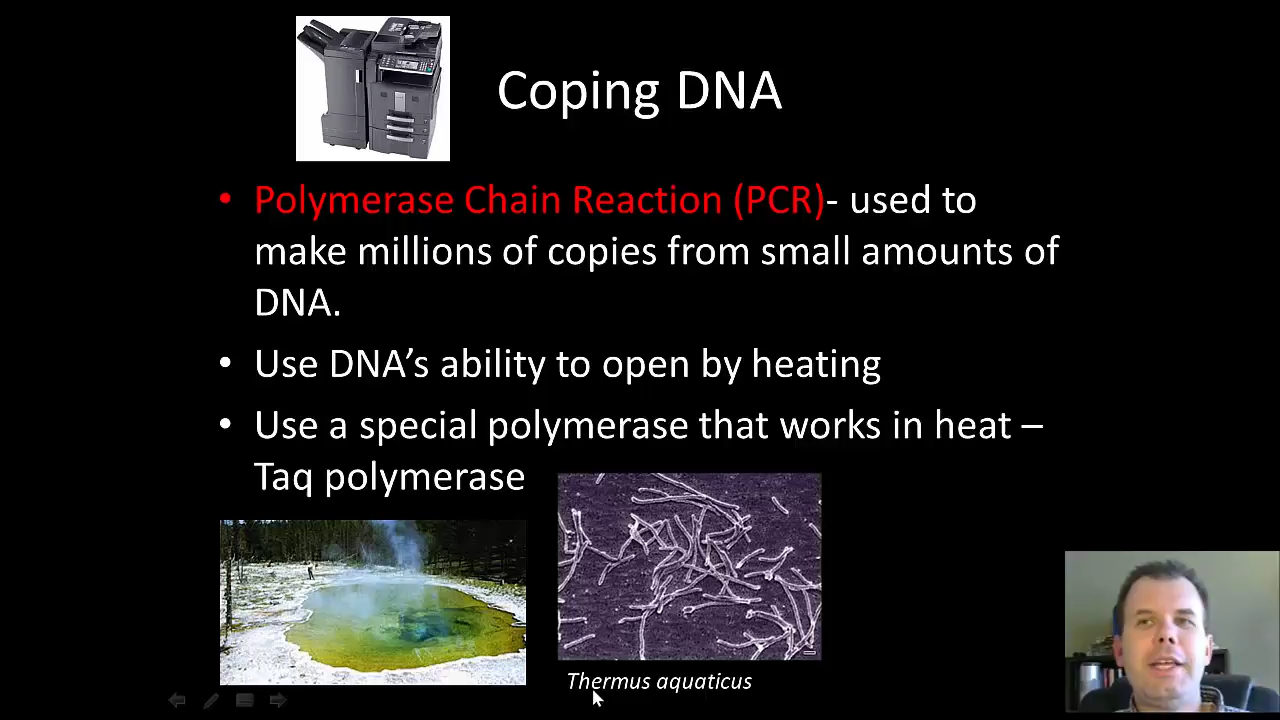 Coping DNA
• Polymerase Chain Reaction (PCR)- used to
make millions of copies from small amounts of
DNA.
• Use DNA’s ability to open by heating
• Use a special polymerase that works in heat –
Taq polymerase
Thermus aquaticus